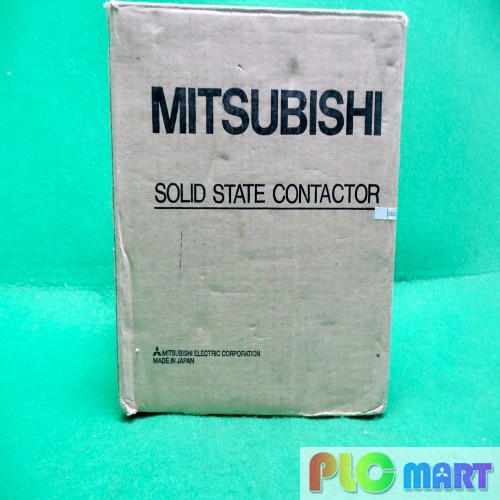 MITSUBISHI
SOLID STATE CONTACTOR
MITSUBISHI ELECTRIC CORPORATION
MADE IN JAPAN
PLC MART